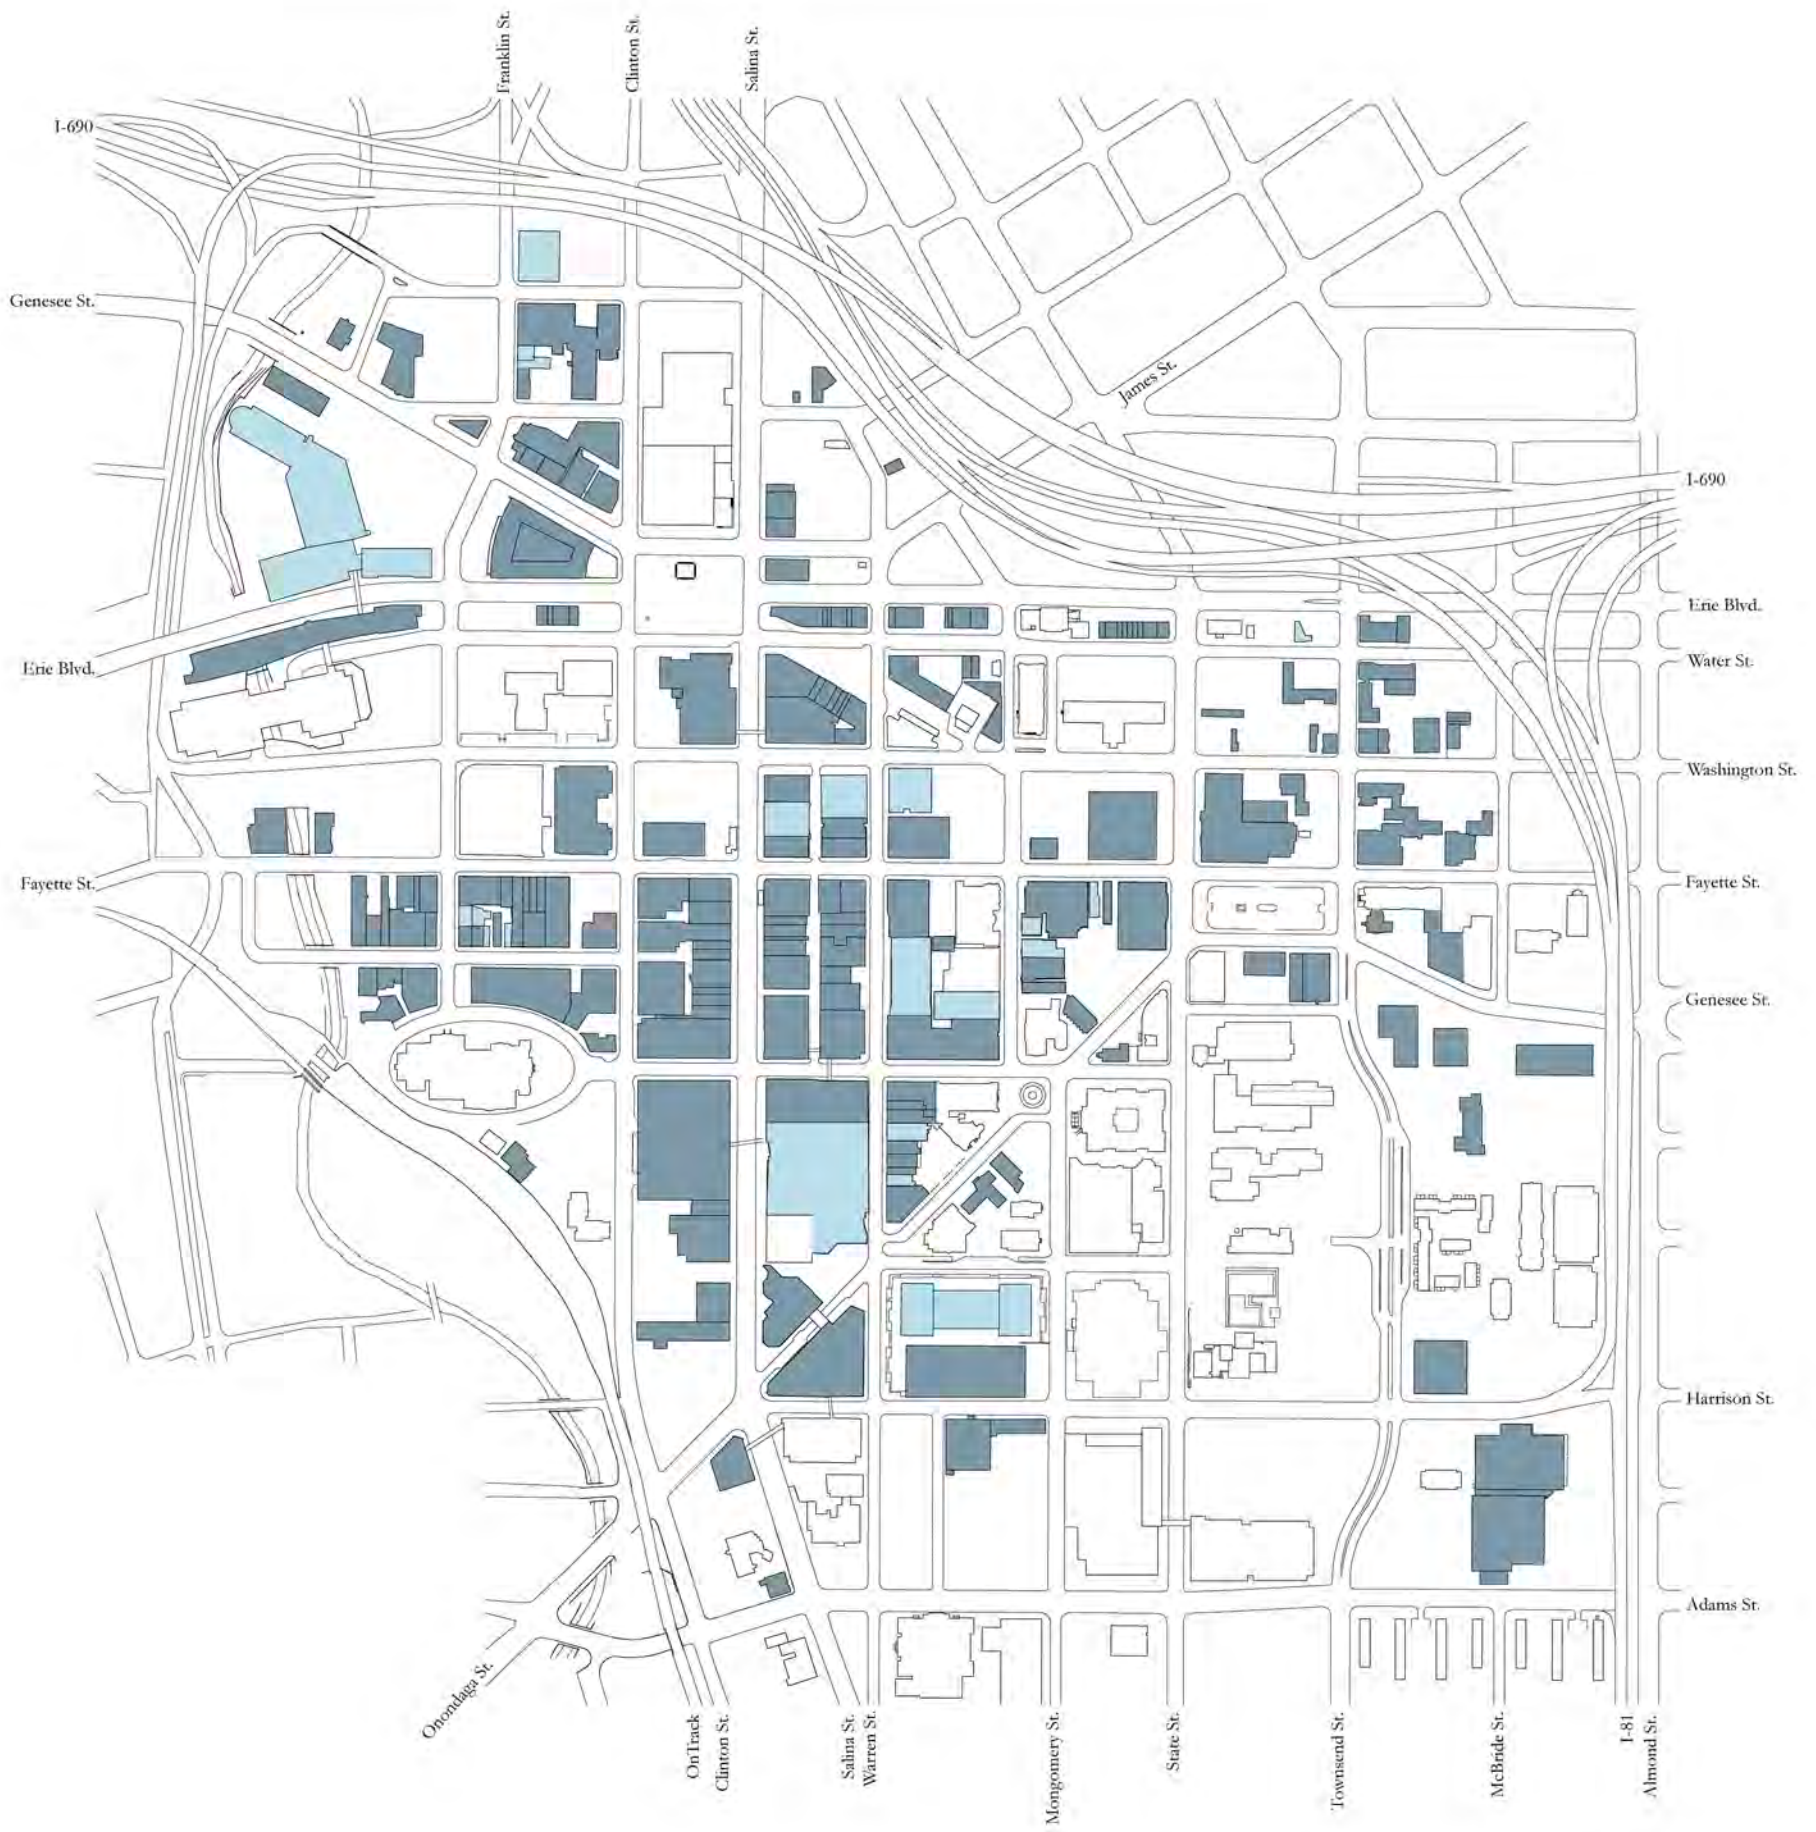 Franklin St.
Clinton St.
Salina St.
I-690
Genesee St.
James St.
I-690
Erie Blvd.
Erie Blvd.
Water St.
Washington St.
Fayette St.
Fayette St.
Genesee St.
Harrison St.
Adams St.
Onondaga St.
OnTrack
Clinton St.
Salina St.
Warren St.
Montgomery St.
State St.
Townsend St.
McBride St.
I-81
Almond St.